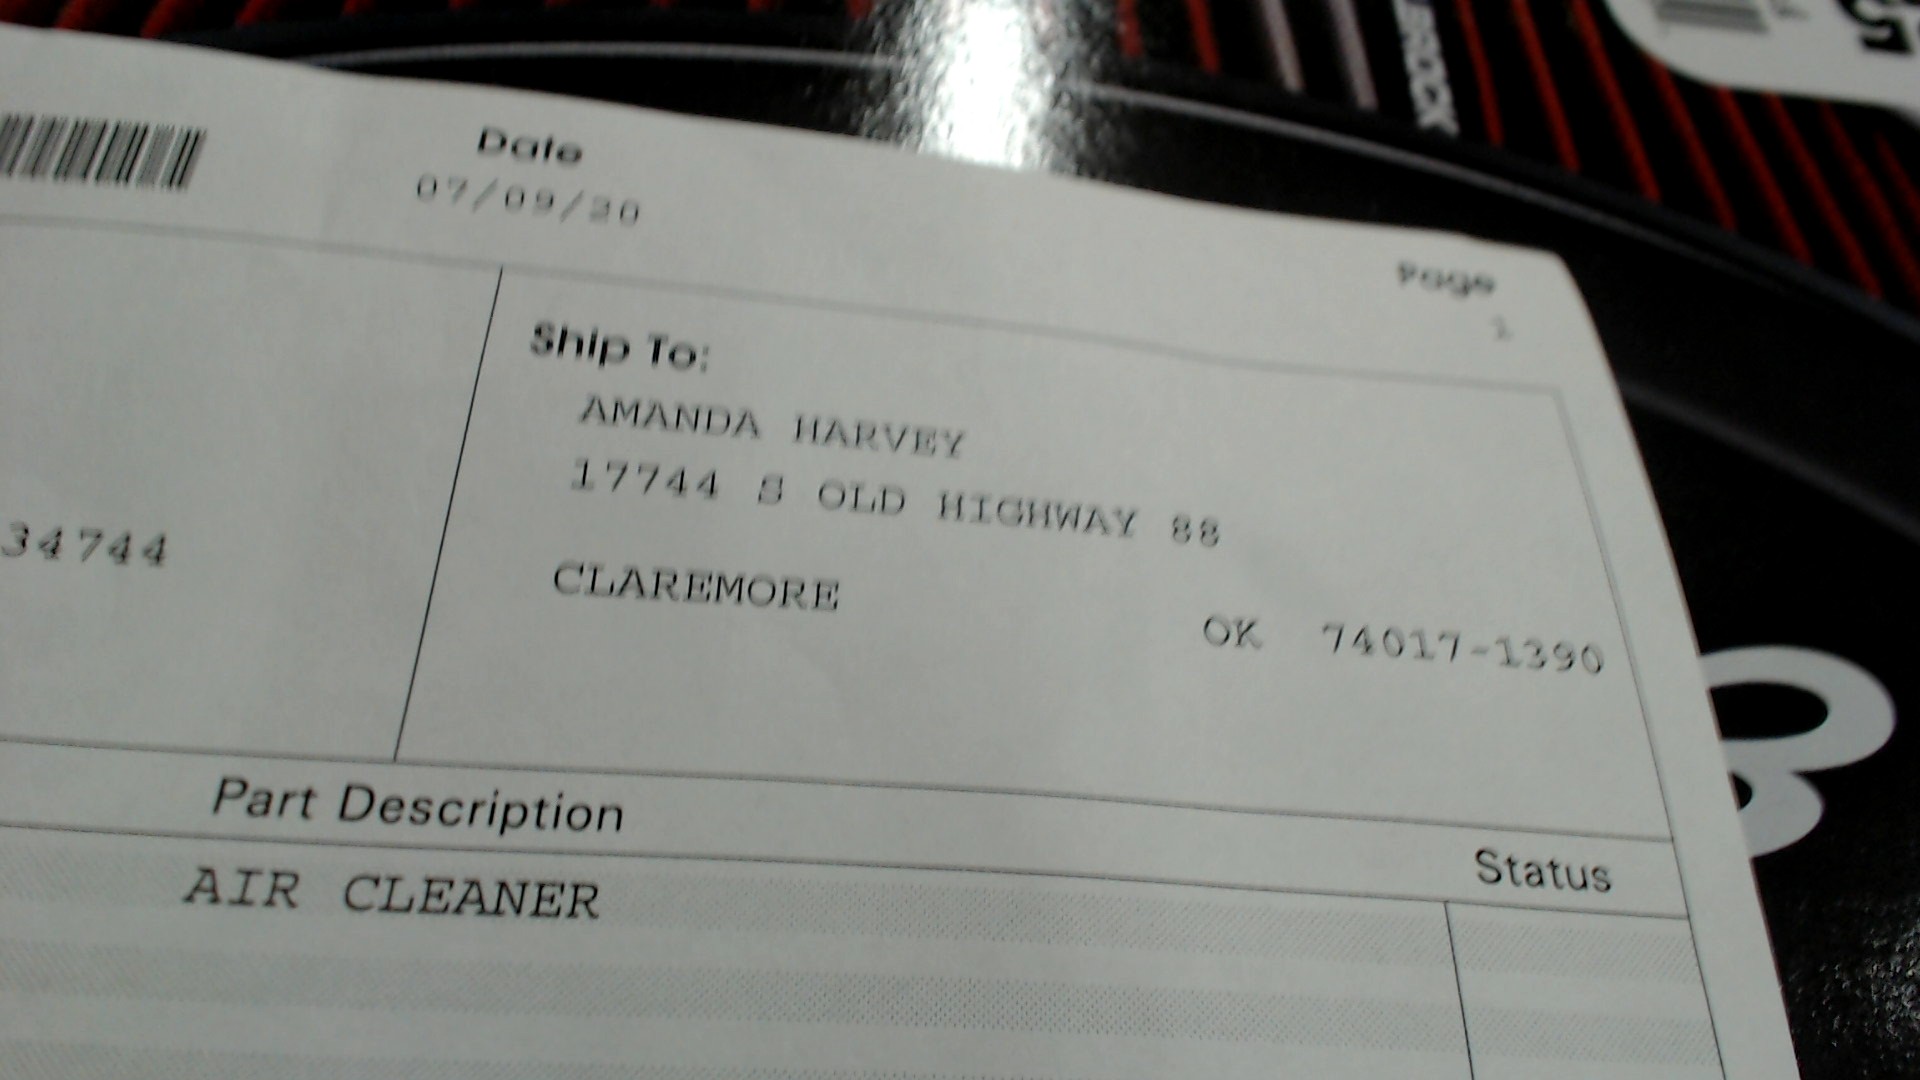 BROCK
Date
07/09/20
Page
Ship To:
AMANDA HARVEY
17744 S OLD HIGHWAY 88
34744
CLAREMORE
OK 74017-1390
Part Description
Status
AIR CLEANER